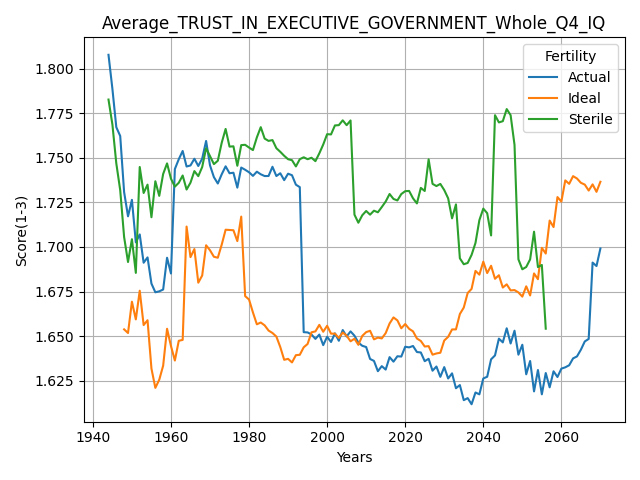 Average_TRUST_IN_EXECUTIVE_GOVERNMENT_Whole_Q4_IQ
Fertility
Actual
Ideal
Sterile
Score(1-3)
1.800
1.775
1.750
1.725
1.700
1.675
1.650
1.625
1940 1960 1980 2000 2020 2040 2060
Years